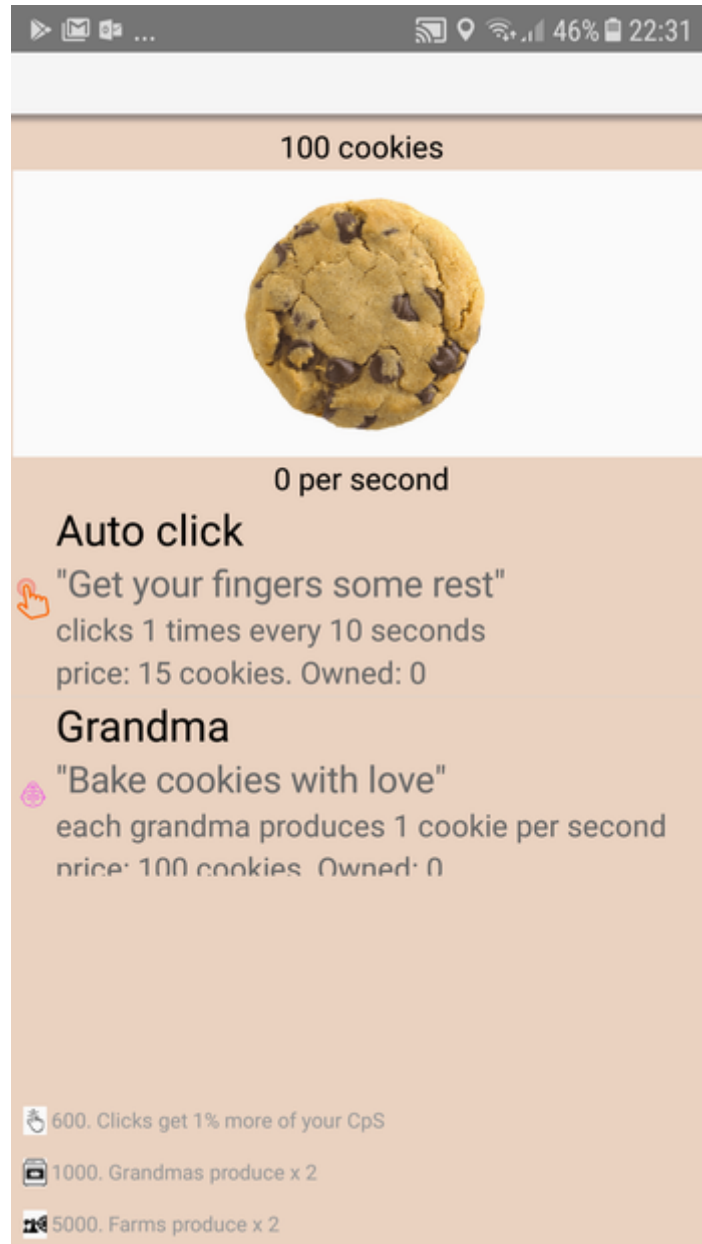 ... 46% 22:31
100 cookies
0 per second
Auto click
"Get your fingers some rest"
clicks 1 times every 10 seconds
price: 15 cookies. Owned: 0
Grandma
"Bake cookies with love"
each grandma produces 1 cookie per second
price: 100 cookies. Owned: 0
600. Clicks get 1% more of your CpS
1000. Grandmas produce x 2
5000. Farms produce x 2